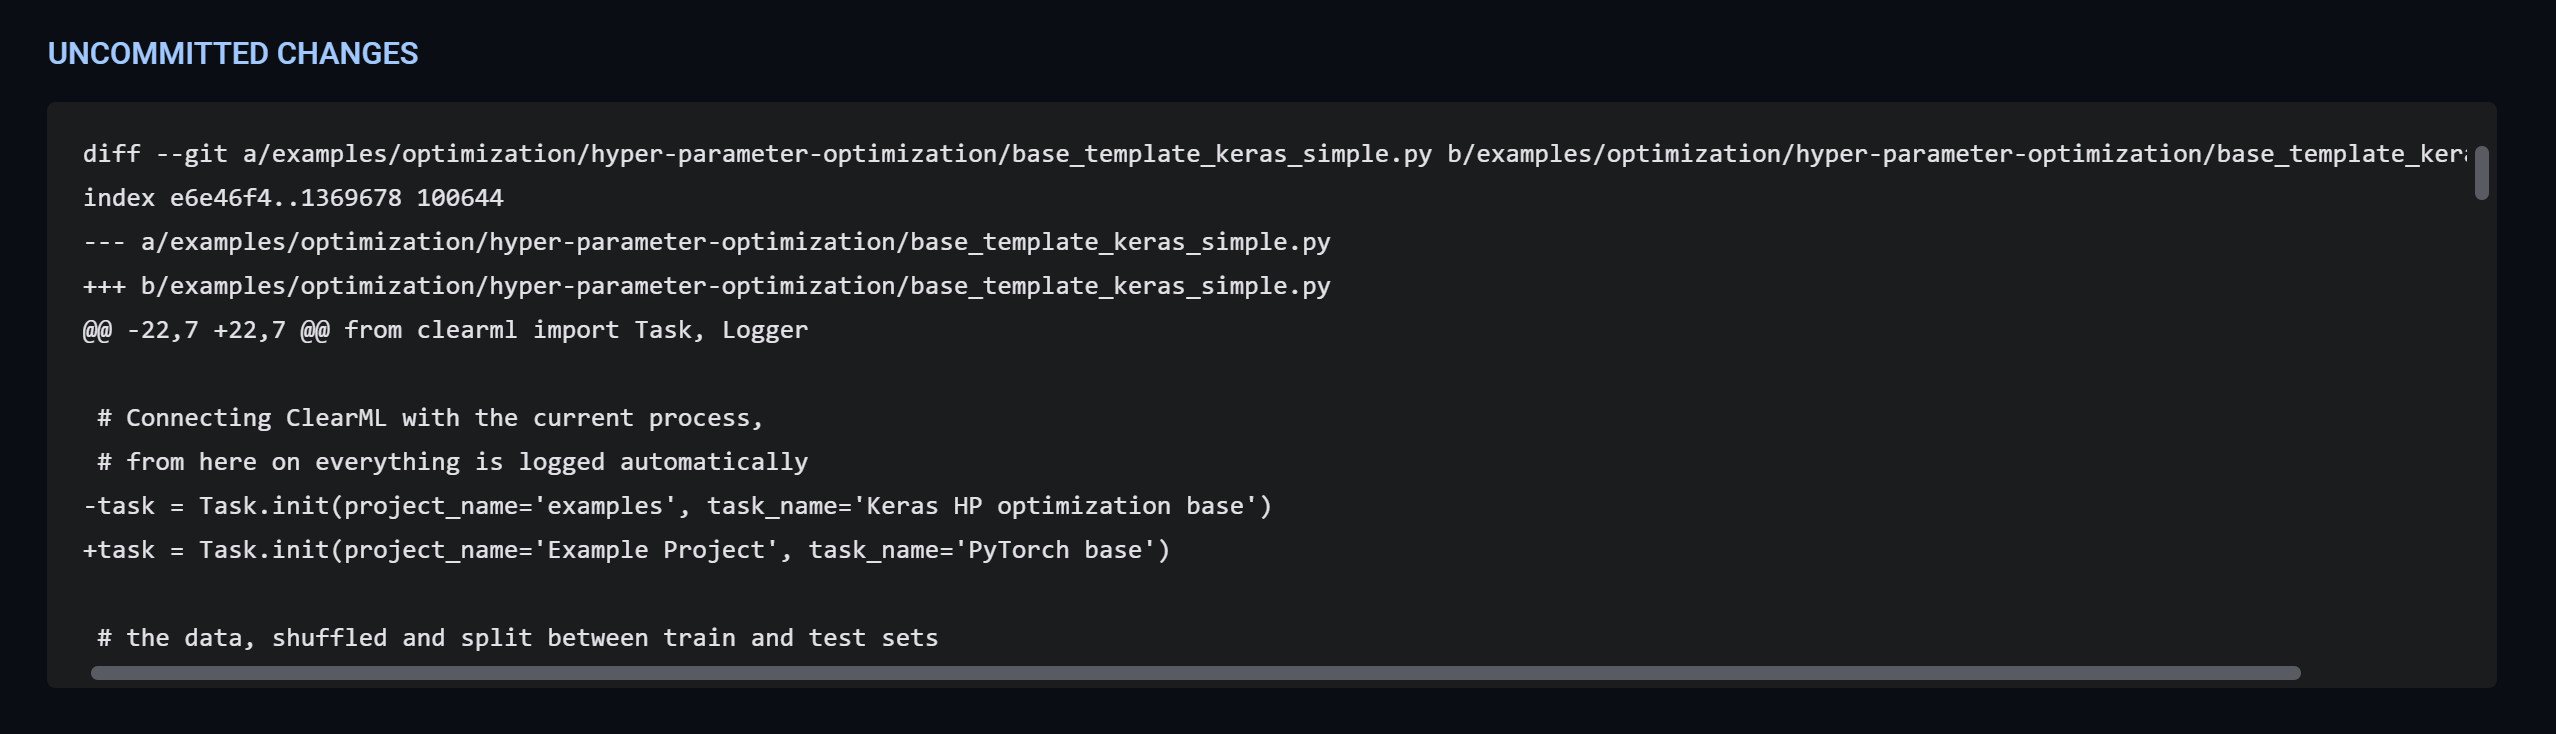 UNCOMMITTED CHANGES
diff --git a/examples/optimization/hyper-parameter-optimization/base_template_keras_simple.py b/examples/optimization/hyper-parameter-optimization/base_template_ker
index e6e46f4..1369678 100644
--- a/examples/optimization/hyper-parameter-optimization/base_template_keras_simple.py
+++ b/examples/optimization/hyper-parameter-optimization/base_template_keras_simple.py
@@ -22,7 +22,7 @@ from clearml import Task, Logger
 # Connecting ClearML with the current process,
 # from here on everything is logged automatically
-task = Task.init(project_name='examples', task_name='Keras HP optimization base')
+task = Task.init(project_name='Example Project', task_name='PyTorch base')
 # the data, shuffled and split between train and test sets